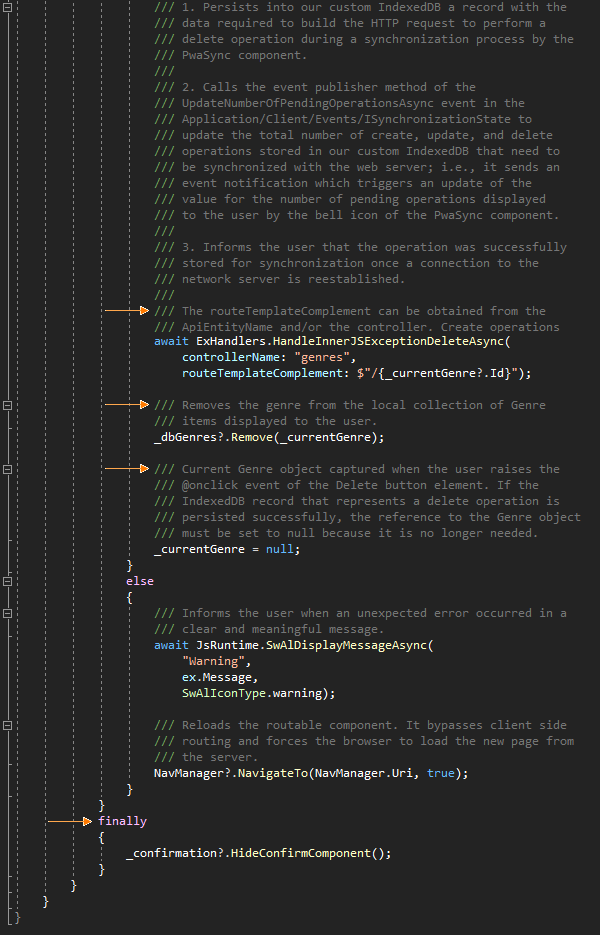 /// 1. Persists into our custom IndexedDB a record with the
/// data required to build the HTTP request to perform a
/// delete operation during a synchronization process by the
/// PwaSync component.
///
/// 2. Calls the event publisher method of the
/// UpdateNumberOfPendingOperationsAsync event in the
/// Application/Client/Events/ISynchronizationState to
/// update the total number of create, update, and delete
/// operations stored in our custom IndexedDB that need to
/// be synchronized with the web server; i.e., it sends an
/// event notification which triggers an update of the
/// value for the number of pending operations displayed
/// to the user by the bell icon of the PwaSync component.
///
/// 3. Informs the user that the operation was successfully
/// stored for synchronization once a connection to the
/// network server is reestablished.
///
/// The routeTemplateComplement can be obtained from the
/// ApiEntityName and/or the controller. Create operations
await ExHandlers.HandleInnerJSExceptionDeleteAsync(
controllerName: "genres",
routeTemplateComplement: $"/{_currentGenre?.Id}");
/// Removes the genre from the local collection of Genre
/// items displayed to the user.
_dbGenres?.Remove(_currentGenre);
/// Current Genre object captured when the user raises the
/// @onclick event of the Delete button element. If the
/// IndexedDB record that represents a delete operation is
/// persisted successfully, the reference to the Genre object
/// must be set to null because it is no longer needed.
_currentGenre = null;
}
else
{
/// Informs the user when an unexpected error occurred in a
/// clear and meaningful message.
await JsRuntime.SwAlDisplayMessageAsync(
"Warning",
ex.Message,
SwAlIconType.warning);
/// Reloads the routable component. It bypasses client side
/// routing and forces the browser to load the new page from
/// the server.
NavManager?.NavigateTo(NavManager.Uri, true);
}
}
finally
{
_confirmation?.HideConfirmComponent();
}
}
}
}